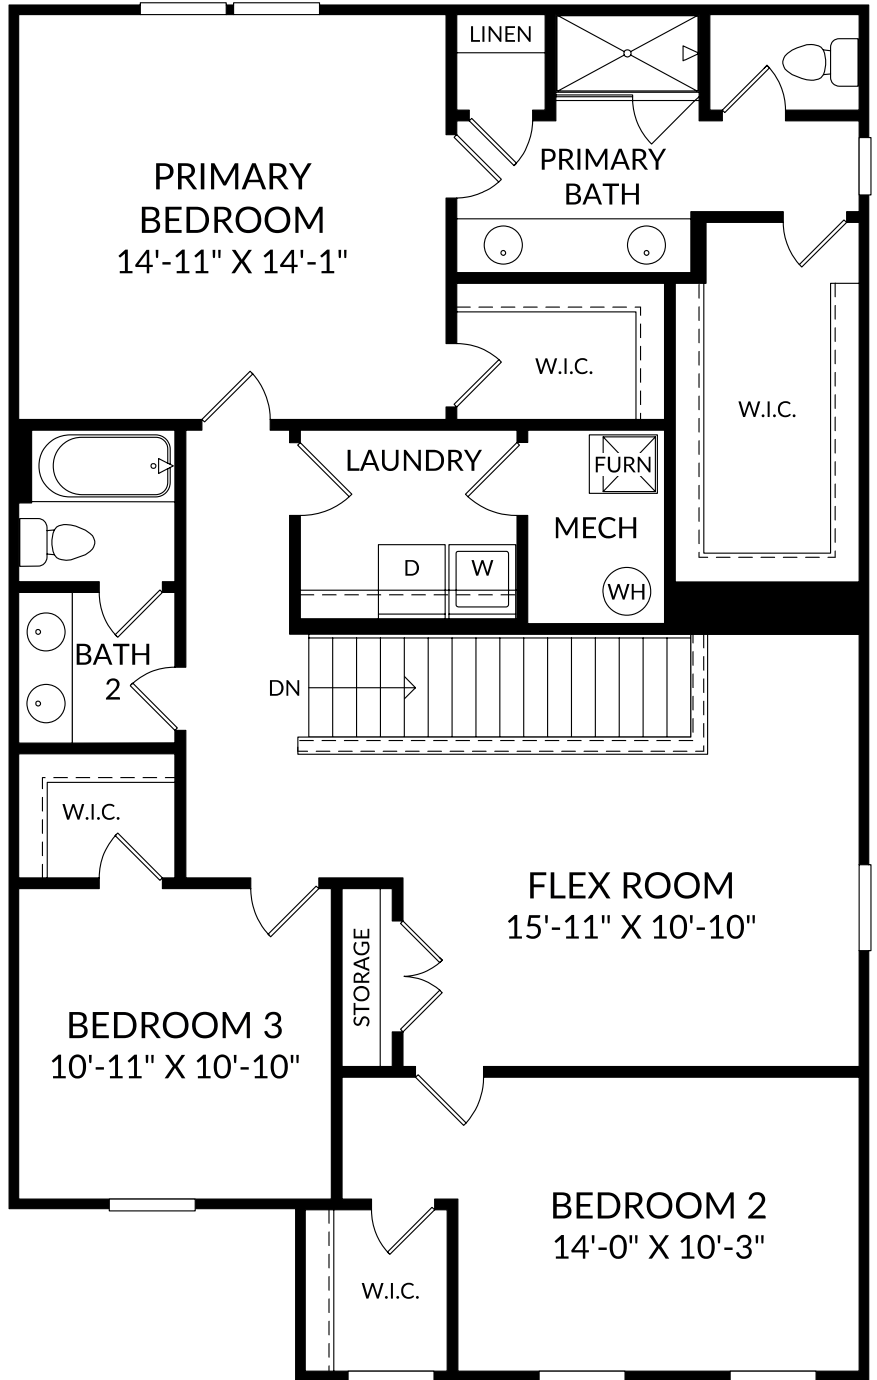 LINEN
PRIMARY
BATH
PRIMARY
BEDROOM
14'-11" X 14'-1"
W.I.C.
W.I.C.
LAUNDRY
FURN
MECH
D
W
WH
BATH
2
DN
W.I.C.
FLEX ROOM
15'-11" X 10'-10"
STORAGE
BEDROOM 3
10'-11" X 10'-10"
BEDROOM 2
14'-0" X 10'-3"
W.I.C.